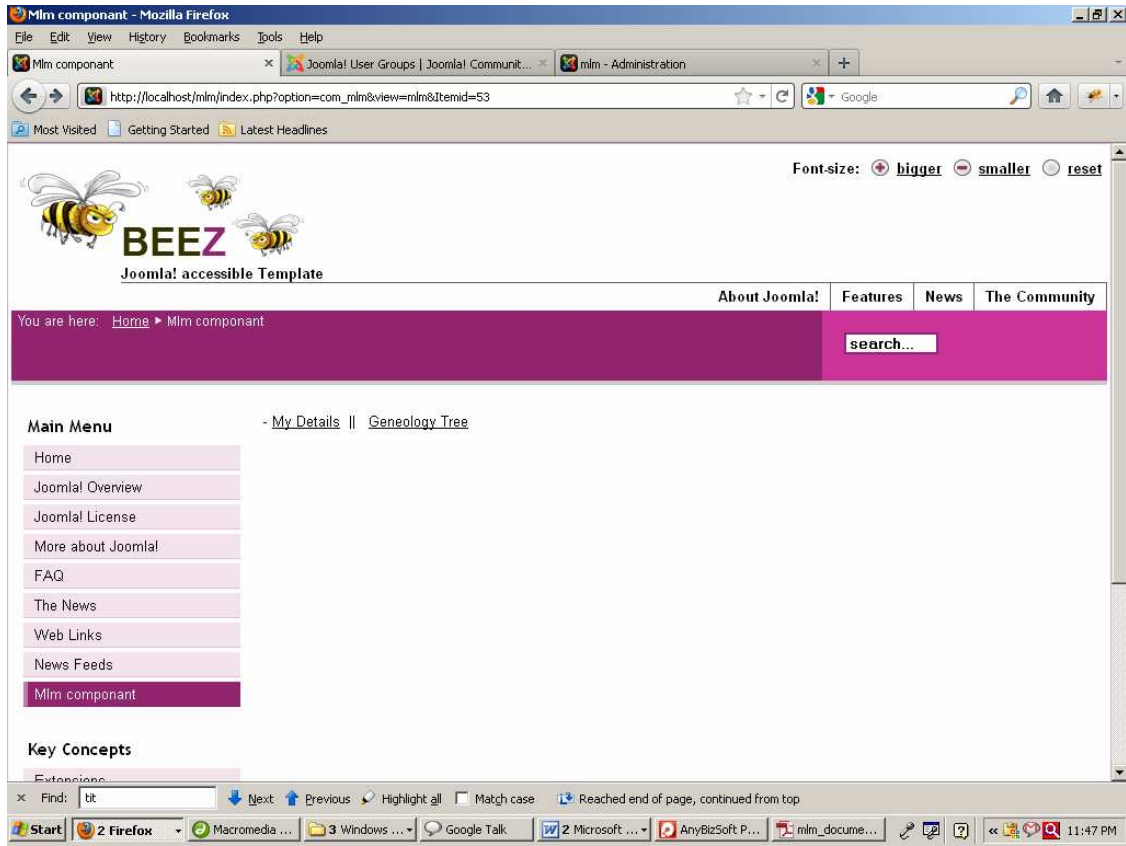 Mlm componant - Mozilla Firefox
File Edit View History Bookmarks Tools Help
Mlm componant Joomla! User Groups | Joomla! Communit... mlm - Administration
http://localhost/mlm/index.php?option=com_mlm&view=mlm&Itemid=53 Google
Most Visited Getting Started Latest Headlines
Font-size: bigger smaller reset
BEEZ
Joomla! accessible Template
About Joomla! Features News The Community
You are here: Home Mlm componant
search...
Main Menu
- My Details || Geneology Tree
Home
Joomla! Overview
Joomla! License
More about Joomla!
FAQ
The News
Web Links
News Feeds
Mlm componant
Key Concepts
Extensions
× Find: tit Next Previous Highlight all Match case Reached end of page, continued from top
Start 2 Firefox Macromedia ... 3 Windows ... Google Talk 2 Microsoft ... AnyBizSoft P... mlm_docume... « 11:47 PM